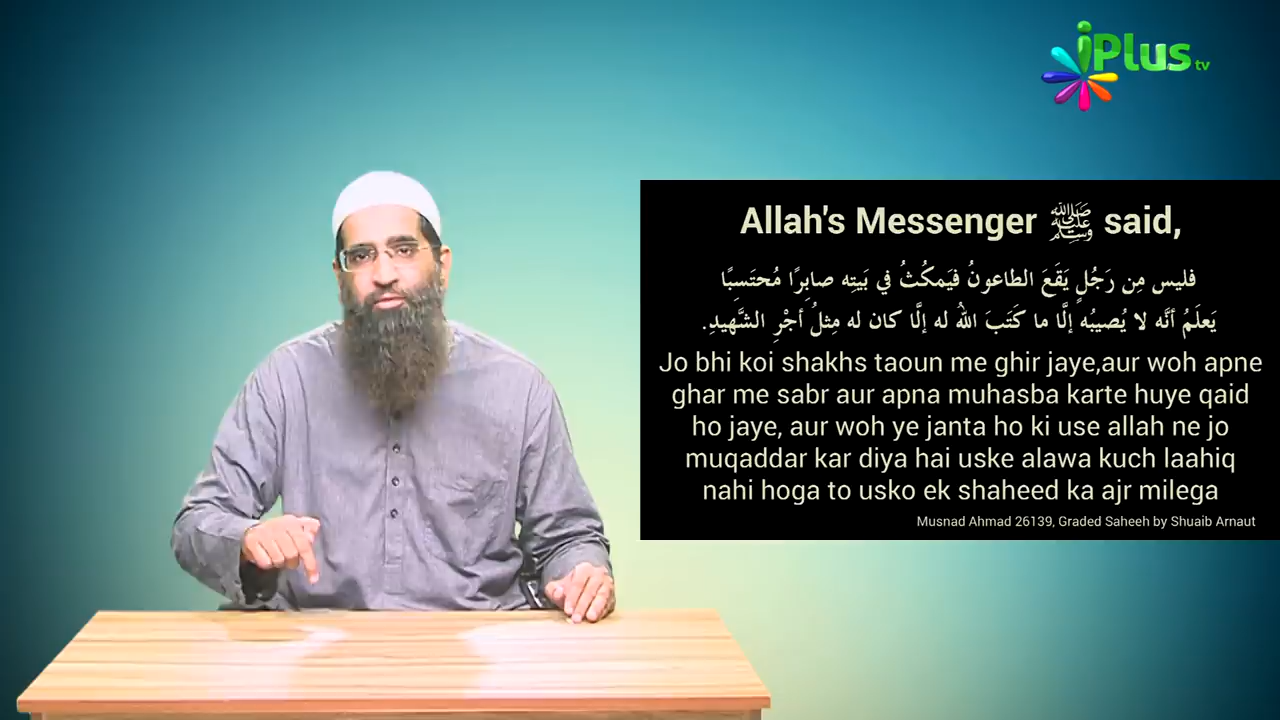 iPlus tv
Allah's Messenger ﷺ said,
فليس مِن رَجُلٍ يَقَعَ الطاعونُ فيَمكُثُ في بَيتِه صابِرًا مُحتَسِبًا
يَعلَمُ أنَّه لا يُصيبُه إلَّا ما كَتَبَ اللهُ له إلَّا كان له مِثلُ أجْرِ الشَّهيدِ.
Jo bhi koi shakhs taoun me ghir jaye,aur woh apne
ghar me sabr aur apna muhasba karte huye qaid
ho jaye, aur woh ye janta ho ki use allah ne jo
muqaddar kar diya hai uske alawa kuch laahiq
nahi hoga to usko ek shaheed ka ajr milega
Musnad Ahmad 26139, Graded Saheeh by Shuaib Arnaut